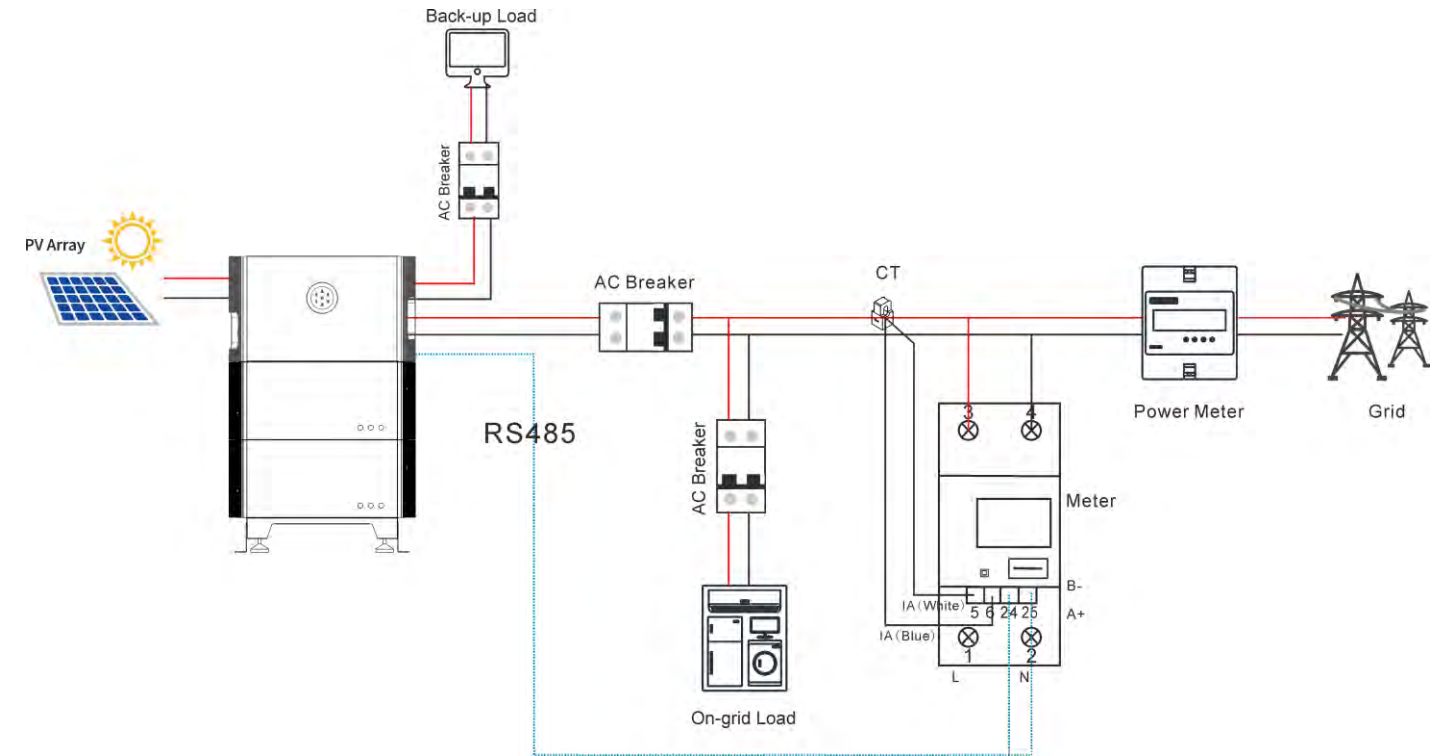 Back-up Load
AC Breaker
PV Array
AC Breaker
CT
RS485
AC Breaker
Power Meter
Grid
3
4
Meter
B-
IA(White)
5 6 24 25
A+
IA(Blue)
1
2
L
N
On-grid Load